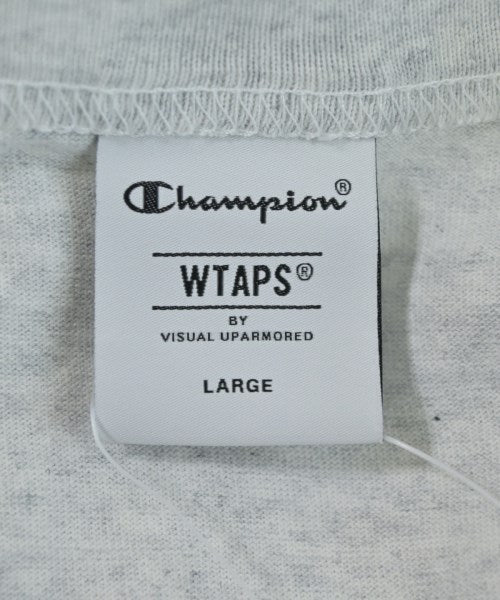 Champion®
WTAPS®
BY
VISUAL UPARMORED
LARGE